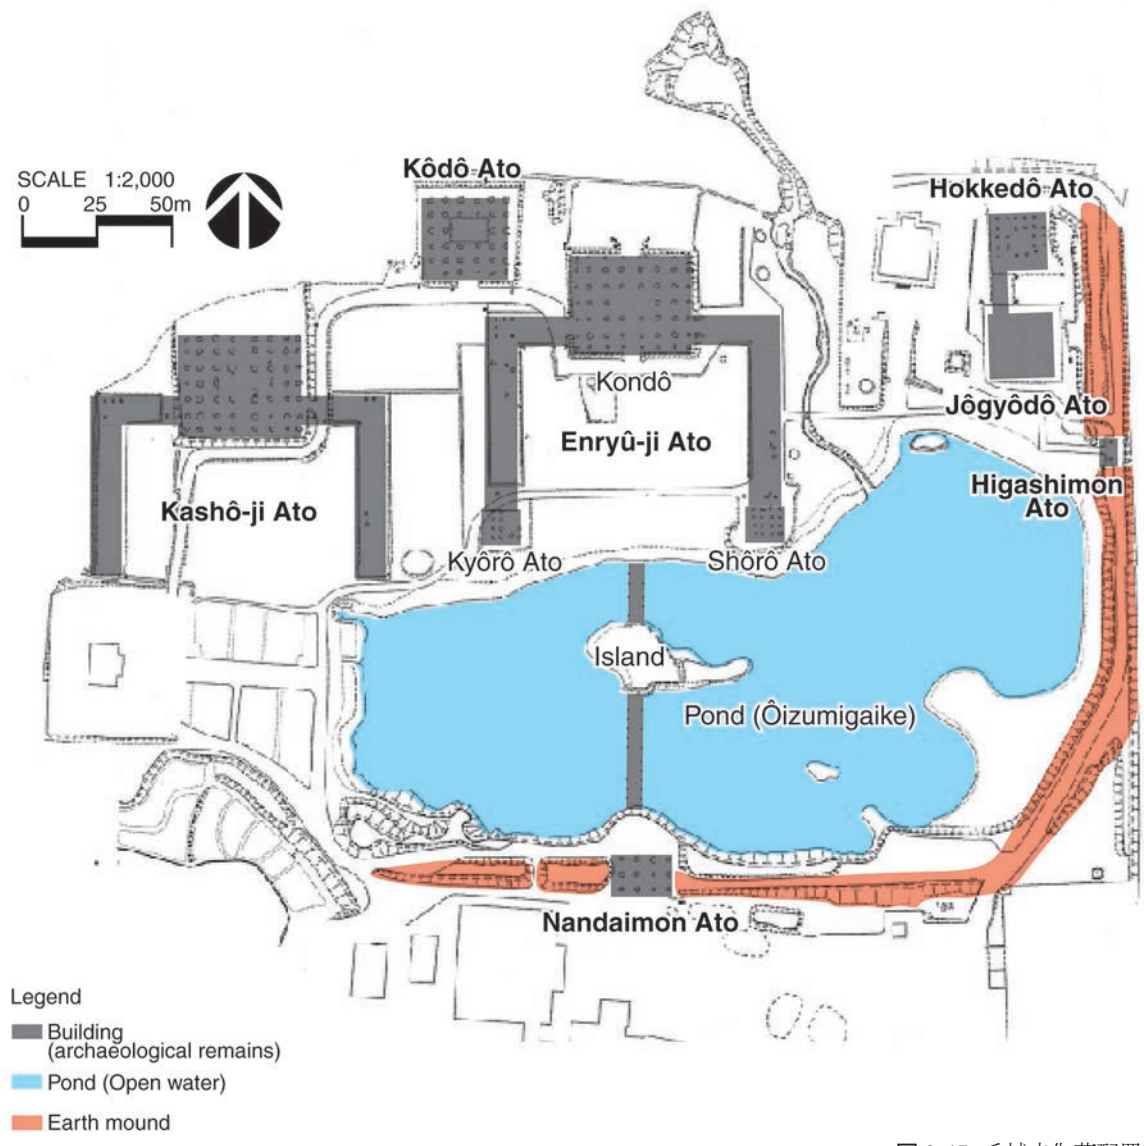 SCALE 1:2,000
0 25 50m
Kôdô Ato
Hokkedô Ato
Kondô
Jôgyôdô Ato
Enryû-ji Ato
Higashimon
Ato
Kashô-ji Ato
Kyôrô Ato
Shôrô Ato
Island
Pond (Ôizumigaike)
Nandaimon Ato
Legend
Building
(archaeological remains)
Pond (Open water)
Earth mound